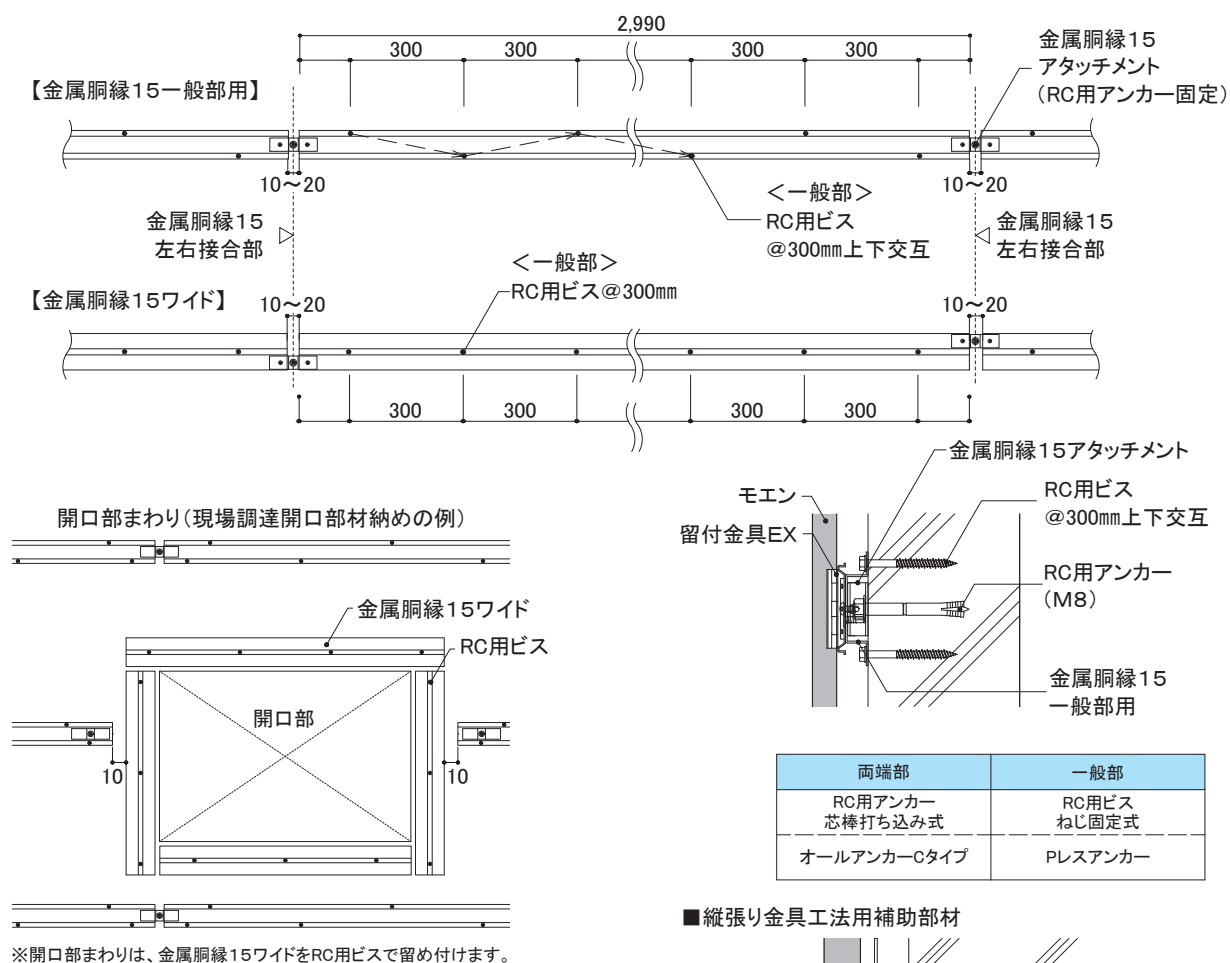 2,990
300
300
300
300
金属胴縁15
アタッチメント
(RC用アンカー固定)
【金属胴縁15一般部用】
10～20
10～20
金属胴縁15
左右接合部
＜一般部＞
RC用ビス
@300㎜上下交互
金属胴縁15
左右接合部
【金属胴縁15ワイド】
10～20
＜一般部＞
RC用ビス@300㎜
10～20
300
300
300
300
開口部まわり(現場調達開口部材納めの例)
金属胴縁15ワイド
RC用ビス
開口部
10
10
※開口部まわりは、金属胴縁15ワイドをRC用ビスで留め付けます。
金属胴縁15アタッチメント
モエン
留付金具EX
RC用ビス
@300㎜上下交互
RC用アンカー
(M8)
金属胴縁15
一般部用
両端部
一般部
RC用アンカー
芯棒打ち込み式
RC用ビス
ねじ固定式
オールアンカーCタイプ
Pレスアンカー
■縦張り金具工法用補助部材